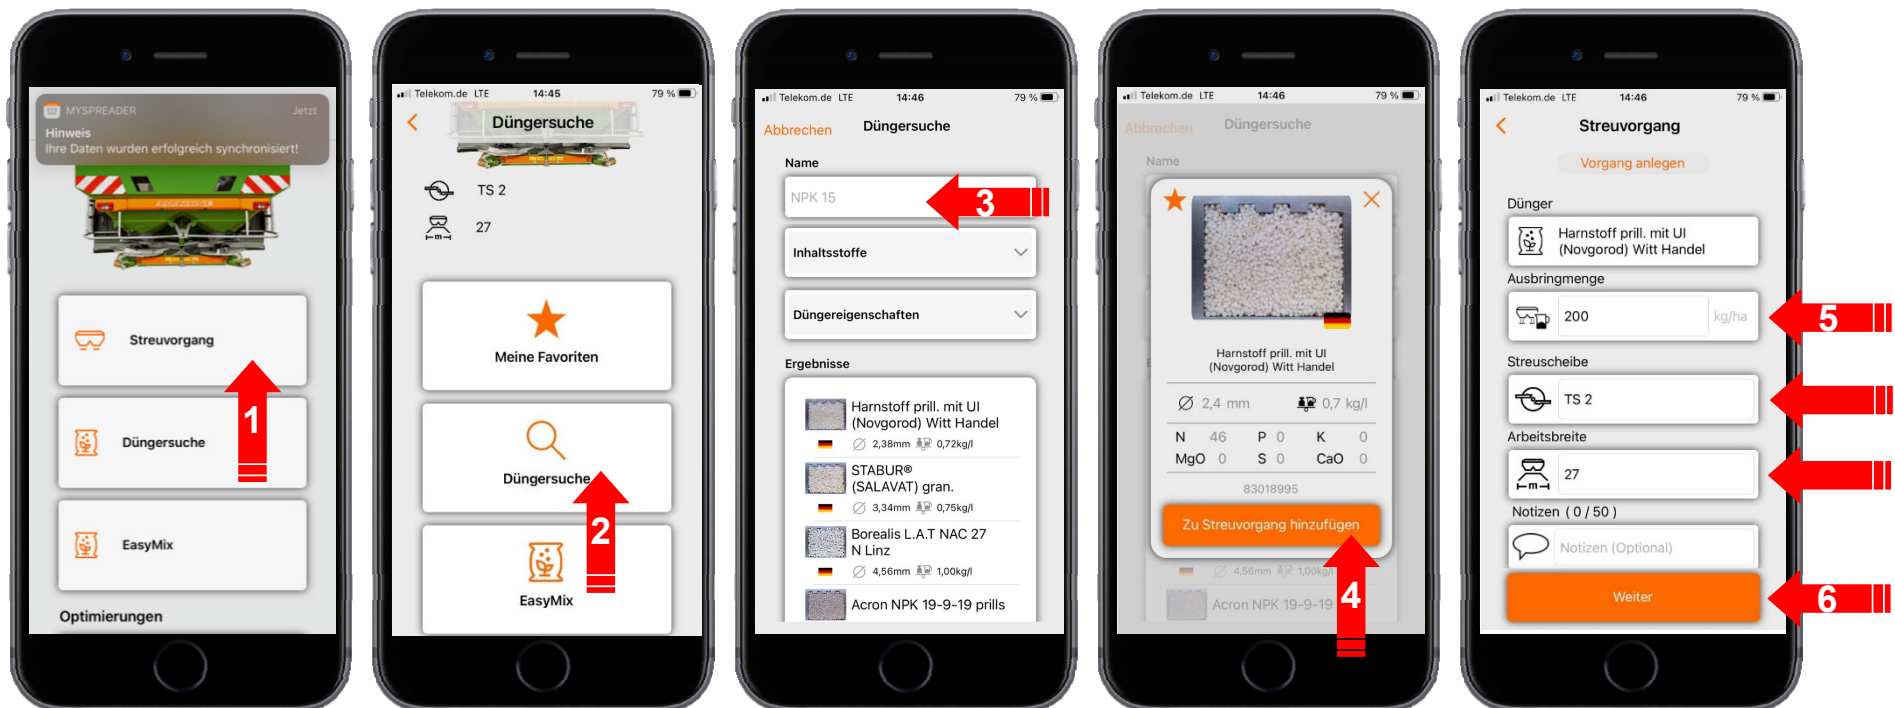 MYSPREADER
Jetzt
Hinweis
Ihre Daten wurden erfolgreich synchronisiert!
AMAZONE
Streuvorgang
1
Düngersuche
EasyMix
Optimierungen
Telekom.de LTE 14:45 79 %
Düngersuche
TS 2
m
27
Meine Favoriten
Düngersuche
2
EasyMix
Telekom.de LTE 14:46 79 %
Abbrechen Düngersuche
Name
NPK 15
3
Inhaltsstoffe
Düngereigenschaften
Ergebnisse
Harnstoff prill. mit UI
(Novgorod) Witt Handel
2,38mm 0,72kg/l
STABUR®
(SALAVAT) gran.
3,34mm 0,75kg/l
Borealis L.A.T NAC 27
N Linz
4,56mm 1,00kg/l
Acron NPK 19-9-19 prills
Telekom.de LTE 14:46 79 %
Abbrechen Düngersuche
Name
Harnstoff prill. mit UI
(Novgorod) Witt Handel
2,4 mm 0,7 kg/l
N 46 P 0 K 0
MgO 0 S 0 CaO 0
83018995
Zu Streuvorgang hinzufügen
4,56mm 1,00kg/l
4
Acron NPK 19-9-19
Telekom.de LTE 14:46 79 %
Streuvorgang
Vorgang anlegen
Dünger
Harnstoff prill. mit UI
(Novgorod) Witt Handel
Ausbringmenge
200 kg/ha
5
Streuscheibe
TS 2
Arbeitsbreite
m
27
Notizen ( 0 / 50 )
Notizen (Optional)
Weiter
6